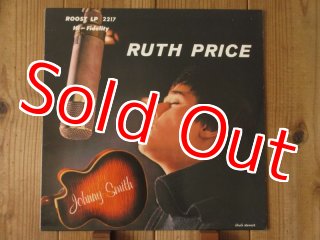 ROOST LP 2217
Hi-Fidelity
RUTH PRICE
Sold Out
Johnny Smith